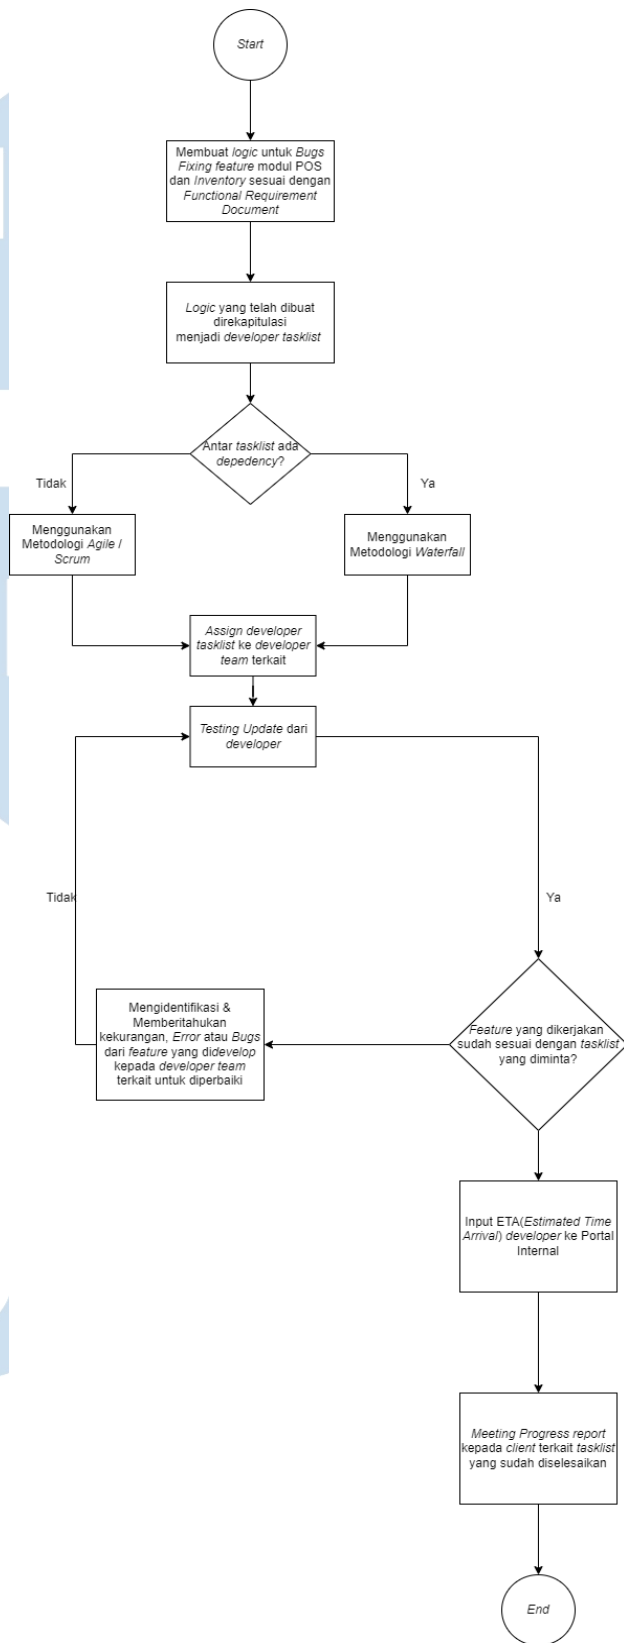 Start
Membuat logic untuk Bugs
Fixing feature modul POS
dan Inventory sesuai dengan
Functional Requirement
Document
Logic yang telah dibuat
direkapitulasi
menjadi developer tasklist
Antar tasklist ada
depedency?
Tidak
Ya
Menggunakan
Metodologi Agile /
Scrum
Menggunakan
Metodologi Waterfall
Assign developer
tasklist ke developer
team terkait
Testing Update dari
developer
Tidak
Ya
Mengidentifikasi &
Memberitahukan
kekurangan, Error atau Bugs
dari feature yang didevelop
kepada developer team
terkait untuk diperbaiki
Feature yang dikerjakan
sudah sesuai dengan tasklist
yang diminta?
Input ETA(Estimated Time
Arrival) developer ke Portal
Internal
Meeting Progress report
kepada client terkait tasklist
yang sudah diselesaikan
End